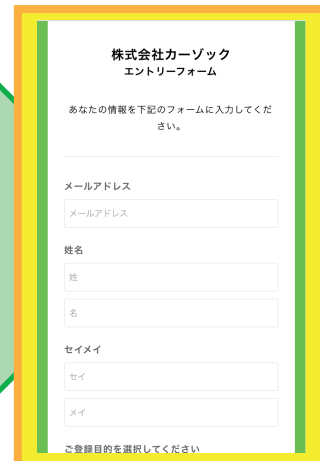 株式会社カーゾック
エントリーフォーム
あなたの情報を下記のフォームに入力してくだ
さい。
メールアドレス
メールアドレス
姓名
姓
名
セイメイ
セイ
メイ
ご登録目的を選択してください